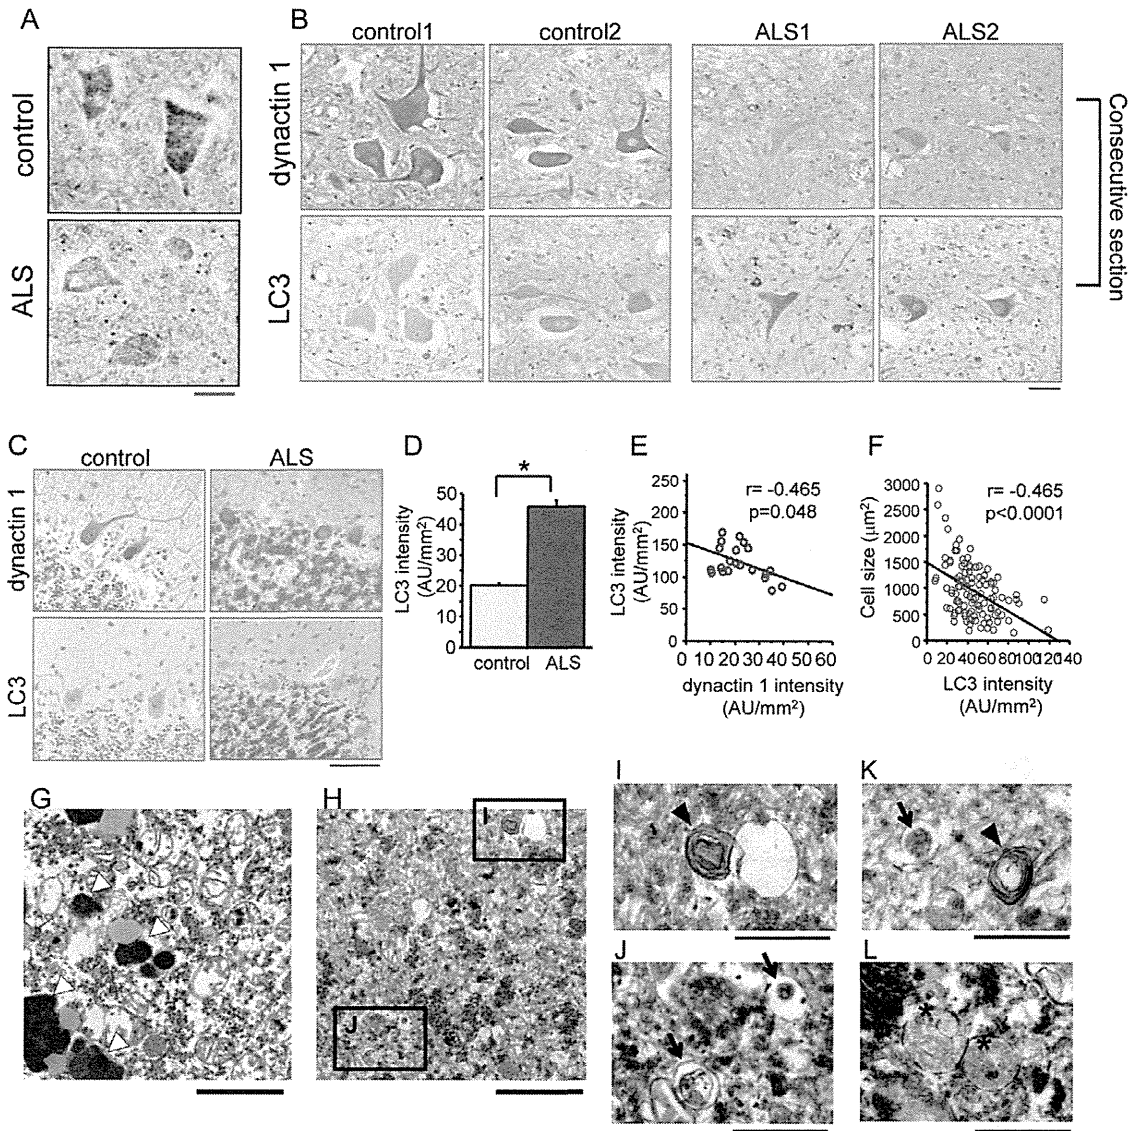 A
control
ALS
B
control1
control2
ALS1
ALS2
dynactin 1
LC3
Consecutive section
C
control
ALS
dynactin 1
LC3
D
*
LC3 intensity
(AU/mm²)
50
40
30
20
10
0
control
ALS
E
r= -0.465
p=0.048
LC3 intensity
(AU/mm²)
250
200
150
100
50
0
0 10 20 30 40 50 60
dynactin 1 intensity
(AU/mm²)
F
r= -0.465
p<0.0001
Cell size (μm²)
3000
2500
2000
1500
1000
500
0
0 20 40 60 80 100 120 140
LC3 intensity
(AU/mm²)
G
H
I
J
I
K
J
L
*
*